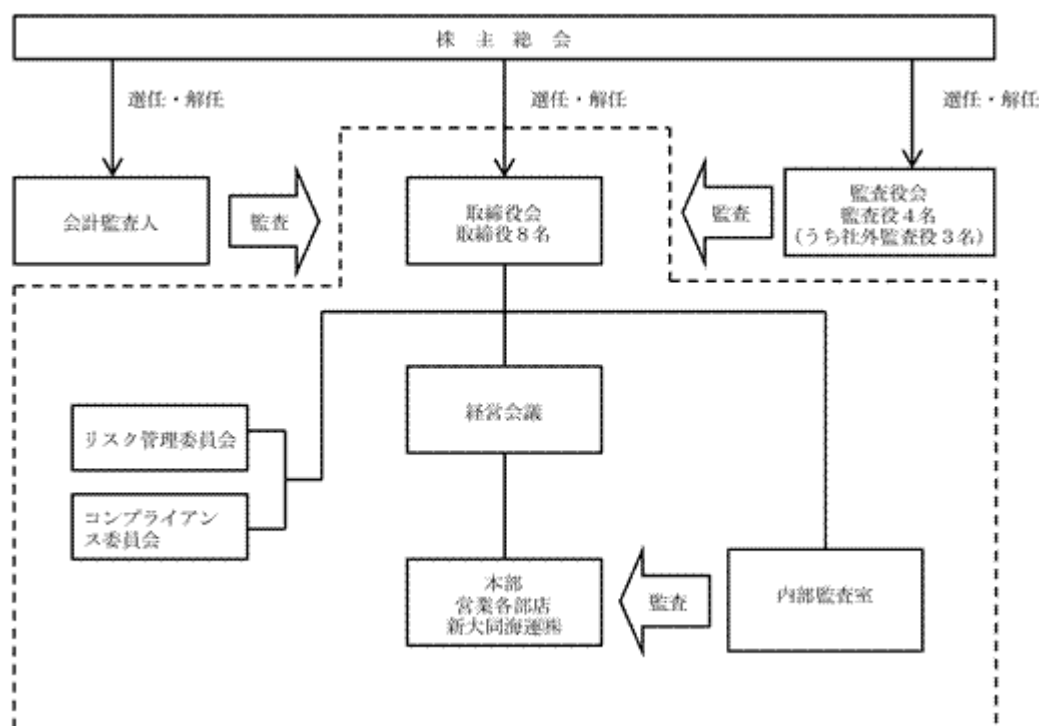 株 主 総 会
選任・解任
選任・解任
選任・解任
会計監査人
監査
取締役会
取締役８名
監査
監査役会
監査役４名
(うち社外監査役３名)
経営会議
リスク管理委員会
コンプライアン
ス委員会
本部
営業各部店
新大同海運㈱
監査
内部監査室